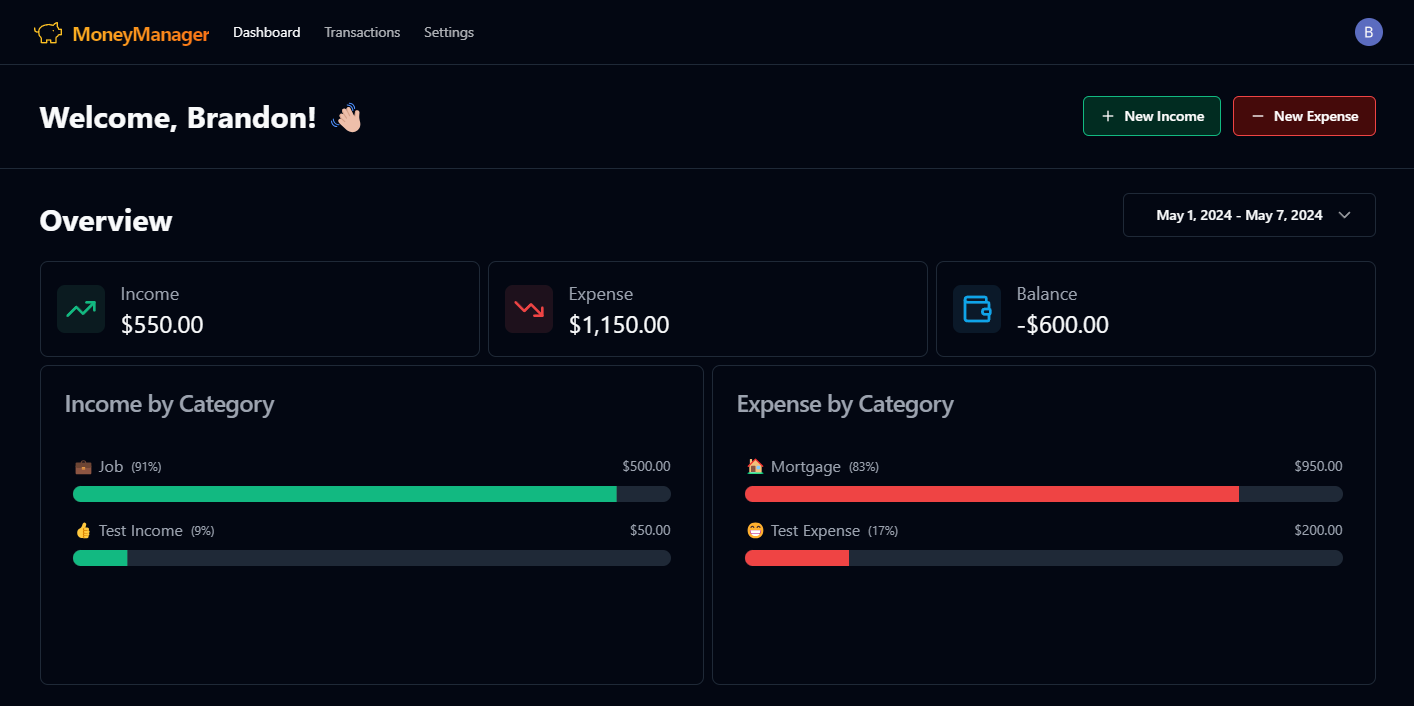 MoneyManager Dashboard Transactions Settings B
Welcome, Brandon! 👋 + New Income − New Expense
Overview May 1, 2024 - May 7, 2024
Income
$550.00
Expense
$1,150.00
Balance
-$600.00
Income by Category
💼 Job (91%) $500.00
👍 Test Income (9%) $50.00
Expense by Category
🏠 Mortgage (83%) $950.00
😁 Test Expense (17%) $200.00